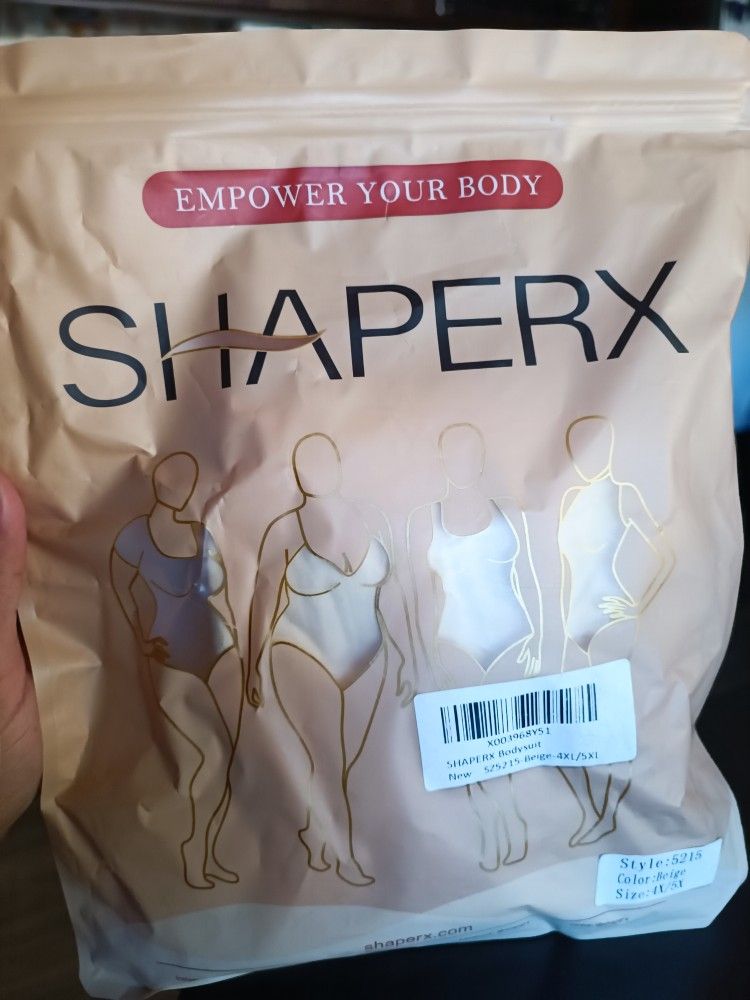 EMPOWER YOUR BODY
SHAPERX
X003968Y51
SHAPERX Bodysuit
New SZ5215-Beige-4XL/5XL
Style:5215
Color:Beige
Size:4X/5X
shaperx.com